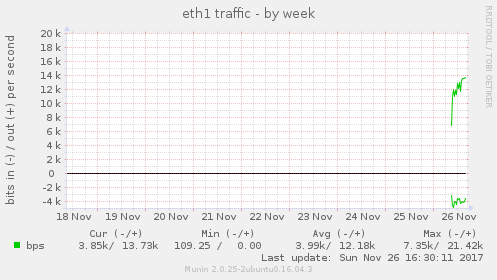 eth1 traffic - by week
RRDTOOL / TOBI OETIKER
bits in (-) / out (+) per second
20 k
18 k
16 k
14 k
12 k
10 k
8 k
6 k
4 k
2 k
0
-2 k
-4 k
18 Nov 19 Nov 20 Nov 21 Nov 22 Nov 23 Nov 24 Nov 25 Nov 26 Nov
Cur (-/+) Min (-/+) Avg (-/+) Max (-/+)
bps 3.85k/ 13.73k 109.25 / 0.00 3.99k/ 12.18k 7.35k/ 21.42k
Last update: Sun Nov 26 16:30:11 2017
Munin 2.0.25-2ubuntu0.16.04.3